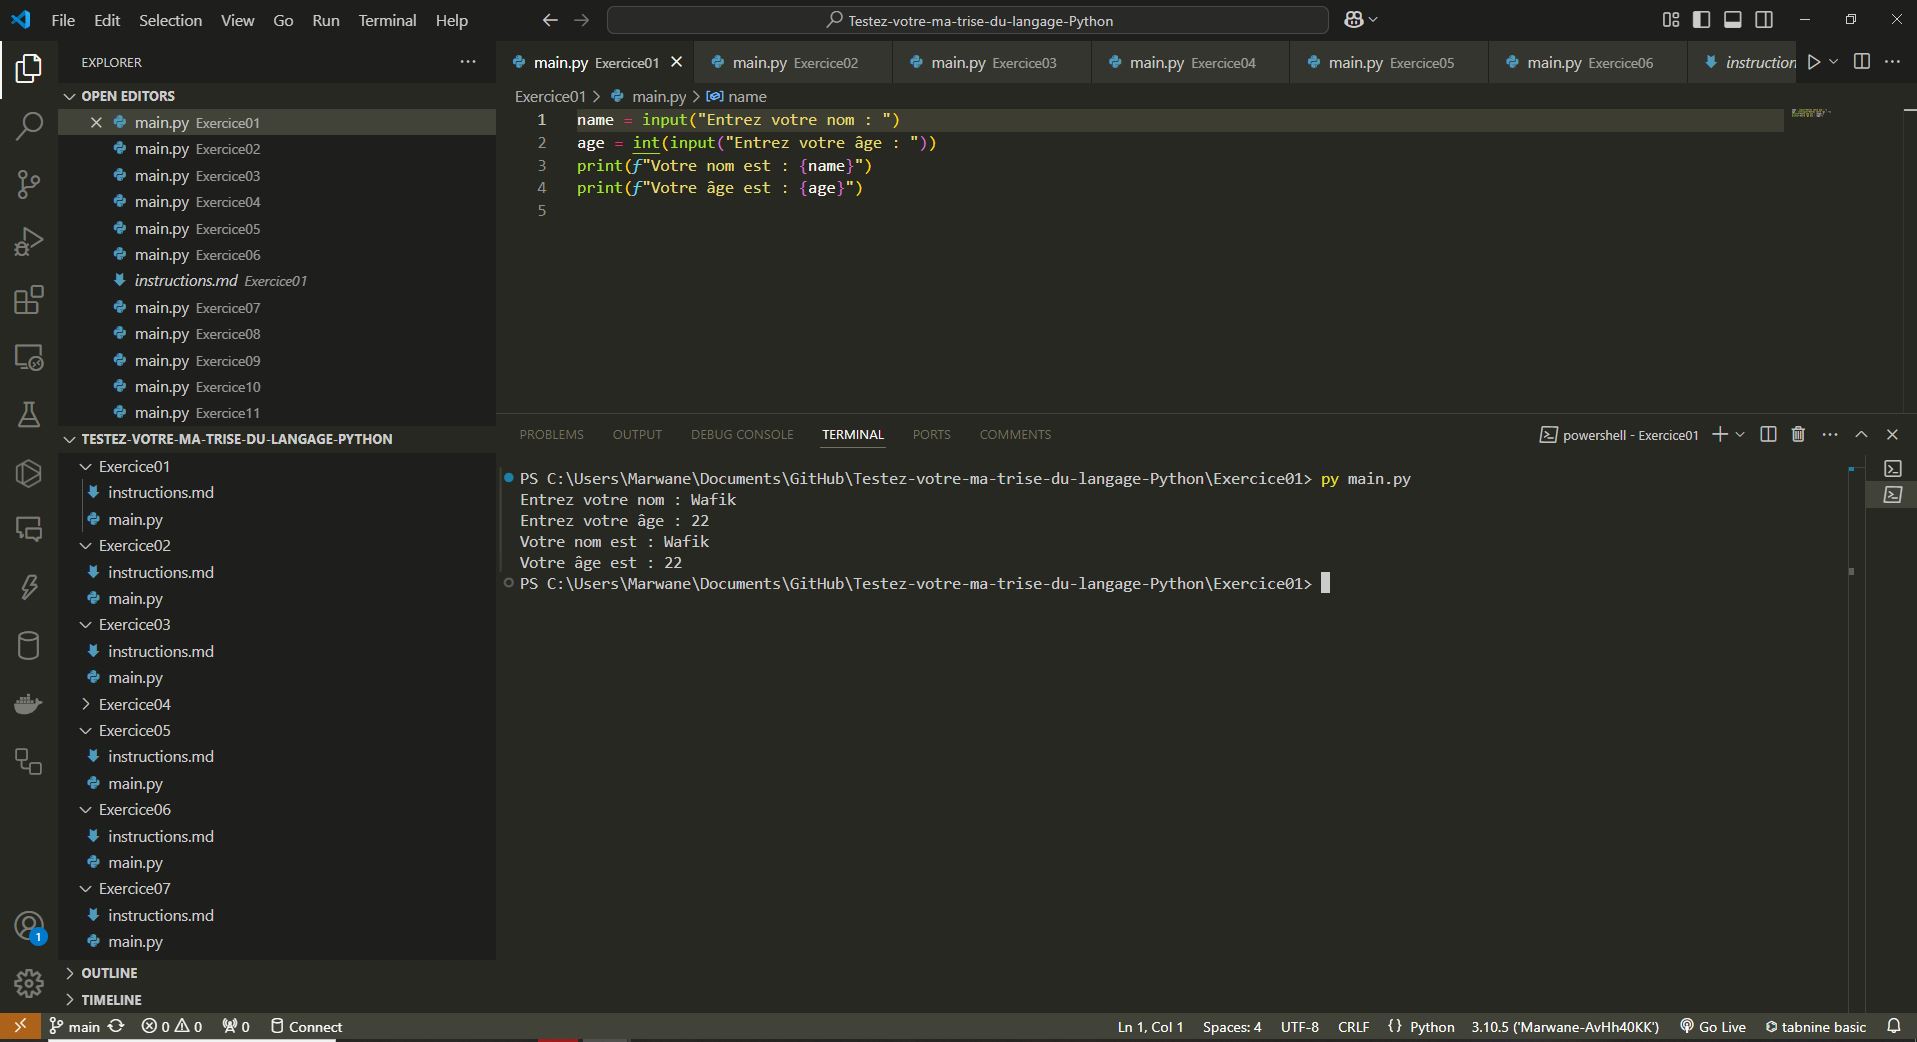 File Edit Selection View Go Run Terminal Help
Testez-votre-ma-trise-du-langage-Python
EXPLORER
OPEN EDITORS
main.py Exercice01
main.py Exercice02
main.py Exercice03
main.py Exercice04
main.py Exercice05
main.py Exercice06
instructions.md Exercice01
main.py Exercice07
main.py Exercice08
main.py Exercice09
main.py Exercice10
main.py Exercice11
TESTEZ-VOTRE-MA-TRISE-DU-LANGAGE-PYTHON
Exercice01
instructions.md
main.py
Exercice02
instructions.md
main.py
Exercice03
instructions.md
main.py
Exercice04
Exercice05
instructions.md
main.py
Exercice06
instructions.md
main.py
Exercice07
instructions.md
main.py
OUTLINE
TIMELINE
main.py Exercice01 main.py Exercice02 main.py Exercice03 main.py Exercice04 main.py Exercice05 main.py Exercice06 instruction
Exercice01 > main.py > name
1 name = input("Entrez votre nom : ")
2 age = int(input("Entrez votre âge : "))
3 print(f"Votre nom est : {name}")
4 print(f"Votre âge est : {age}")
5
PROBLEMS OUTPUT DEBUG CONSOLE TERMINAL PORTS COMMENTS
powershell - Exercice01
PS C:\Users\Marwane\Documents\GitHub\Testez-votre-ma-trise-du-langage-Python\Exercice01> py main.py
Entrez votre nom : Wafik
Entrez votre âge : 22
Votre nom est : Wafik
Votre âge est : 22
PS C:\Users\Marwane\Documents\GitHub\Testez-votre-ma-trise-du-langage-Python\Exercice01>
1
main 0 0 0 Connect
Ln 1, Col 1 Spaces: 4 UTF-8 CRLF {} Python 3.10.5 ('Marwane-AvHh40KK') Go Live tabnine basic